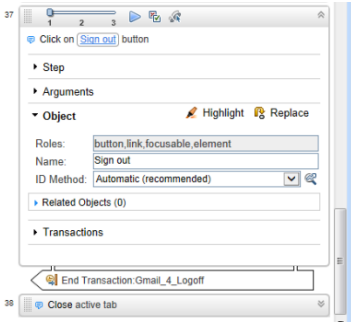 37
1 2 3
Click on Sign out button
Step
Arguments
Object Highlight Replace
Roles: button,link,focusable,element
Name: Sign out
ID Method: Automatic (recommended)
Related Objects (0)
Transactions
End Transaction:Gmail_4_Logoff
38 Close active tab